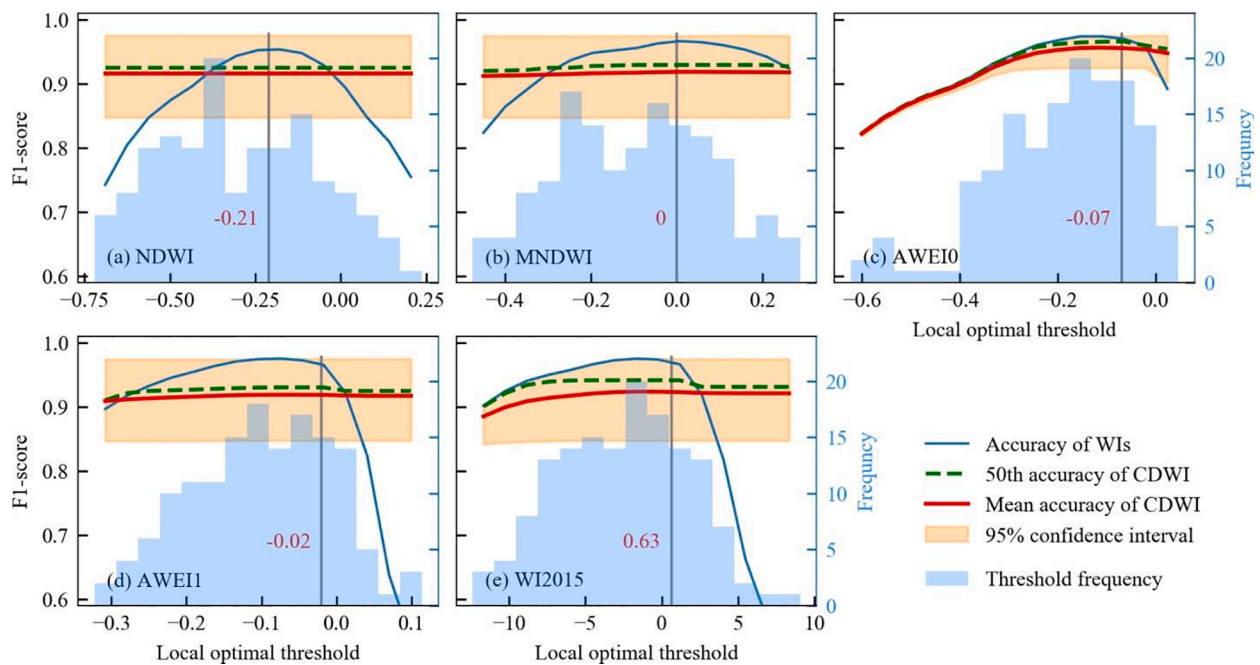 F1-score
1.0
0.9
0.8
0.7
0.6
-0.21
(a) NDWI
−0.75 −0.50 −0.25 0.00 0.25
0
(b) MNDWI
−0.4 −0.2 0.0 0.2
-0.07
(c) AWEI0
−0.6 −0.4 −0.2 0.0
Local optimal threshold
20
15
10
5
0
Frequncy
F1-score
1.0
0.9
0.8
0.7
0.6
-0.02
(d) AWEI1
−0.3 −0.2 −0.1 0.0 0.1
Local optimal threshold
0.63
(e) WI2015
−10 −5 0 5 10
Local optimal threshold
20
15
10
5
0
Frequncy
Accuracy of WIs
50th accuracy of CDWI
Mean accuracy of CDWI
95% confidence interval
Threshold frequency